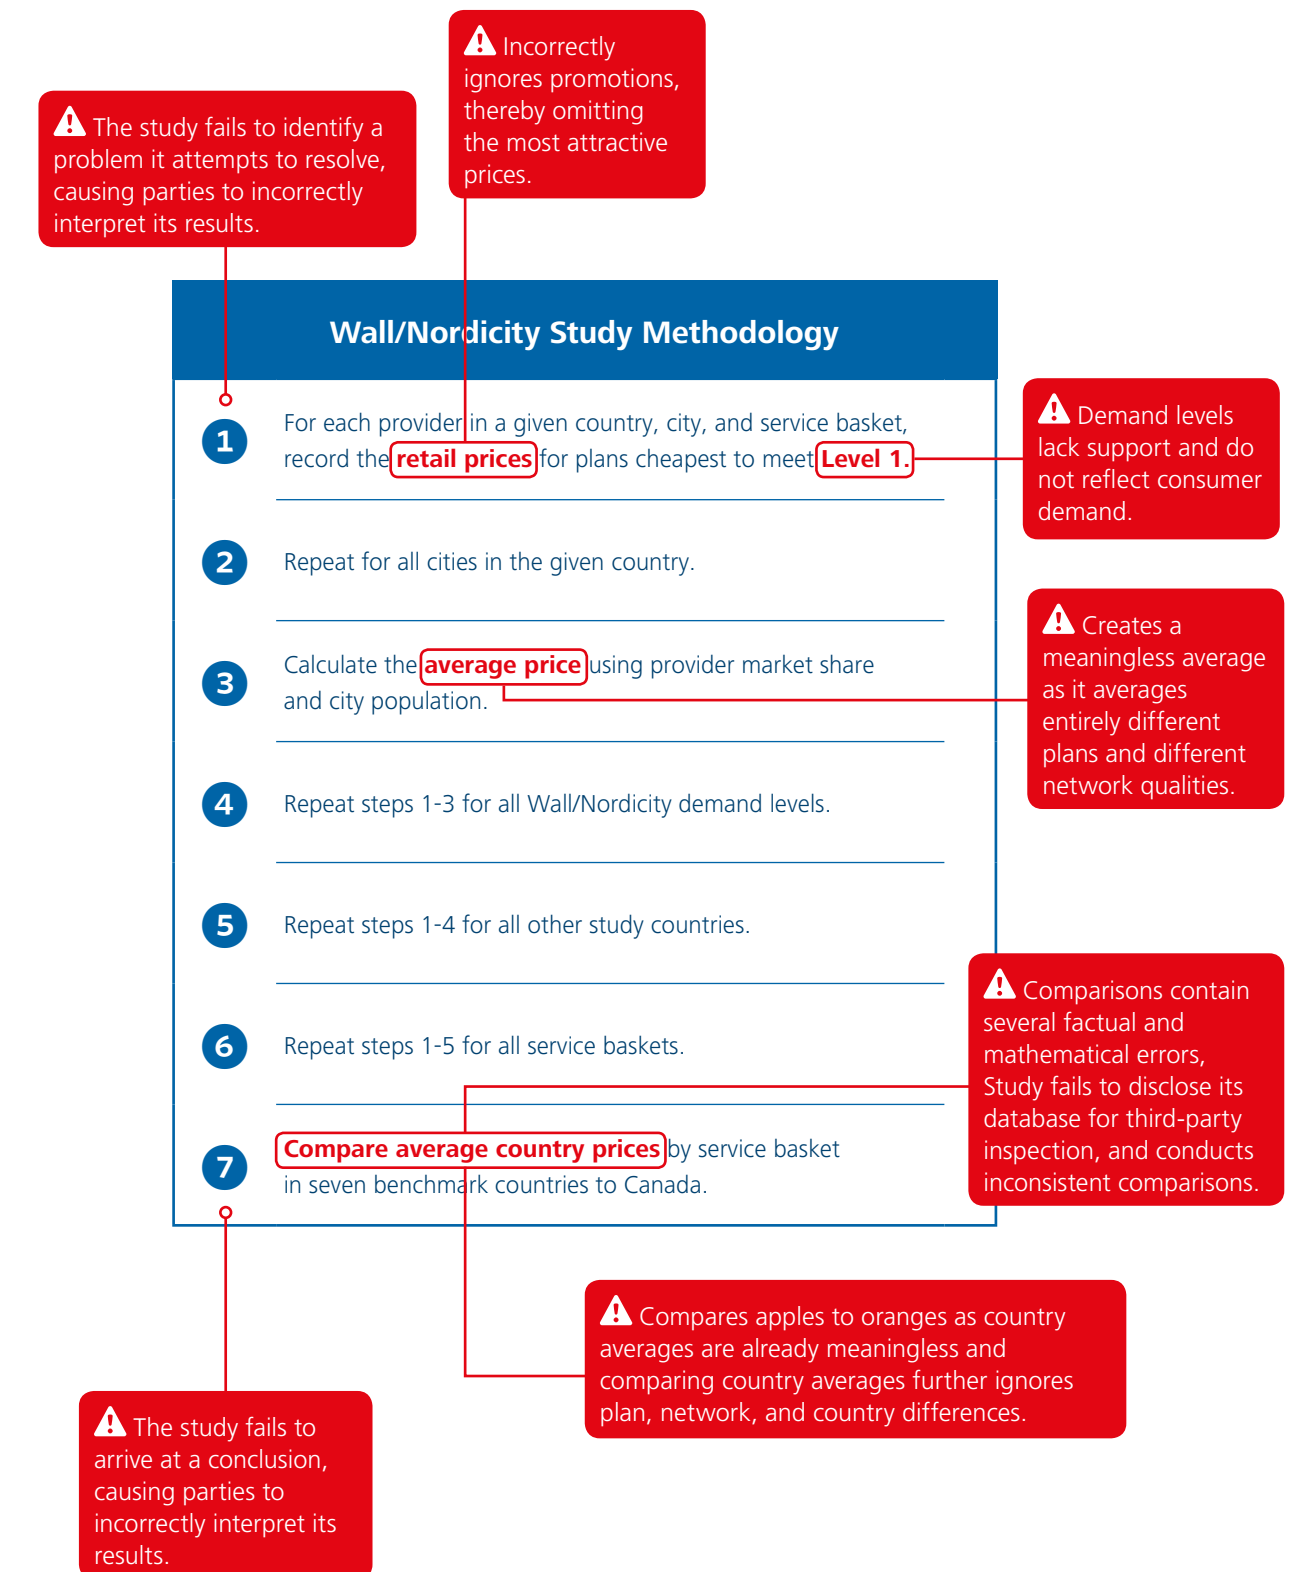 Incorrectly
ignores promotions,
thereby omitting
the most attractive
prices.
The study fails to identify a
problem it attempts to resolve,
causing parties to incorrectly
interpret its results.
Wall/Nordicity Study Methodology
1
For each provider in a given country, city, and service basket,
record the retail prices for plans cheapest to meet Level 1.
Demand levels
lack support and do
not reflect consumer
demand.
2
Repeat for all cities in the given country.
3
Calculate the average price using provider market share
and city population.
Creates a
meaningless average
as it averages
entirely different
plans and different
network qualities.
4
Repeat steps 1-3 for all Wall/Nordicity demand levels.
5
Repeat steps 1-4 for all other study countries.
6
Repeat steps 1-5 for all service baskets.
Comparisons contain
several factual and
mathematical errors,
Study fails to disclose its
database for third-party
inspection, and conducts
inconsistent comparisons.
7
Compare average country prices by service basket
in seven benchmark countries to Canada.
Compares apples to oranges as country
averages are already meaningless and
comparing country averages further ignores
plan, network, and country differences.
The study fails to
arrive at a conclusion,
causing parties to
incorrectly interpret its
results.